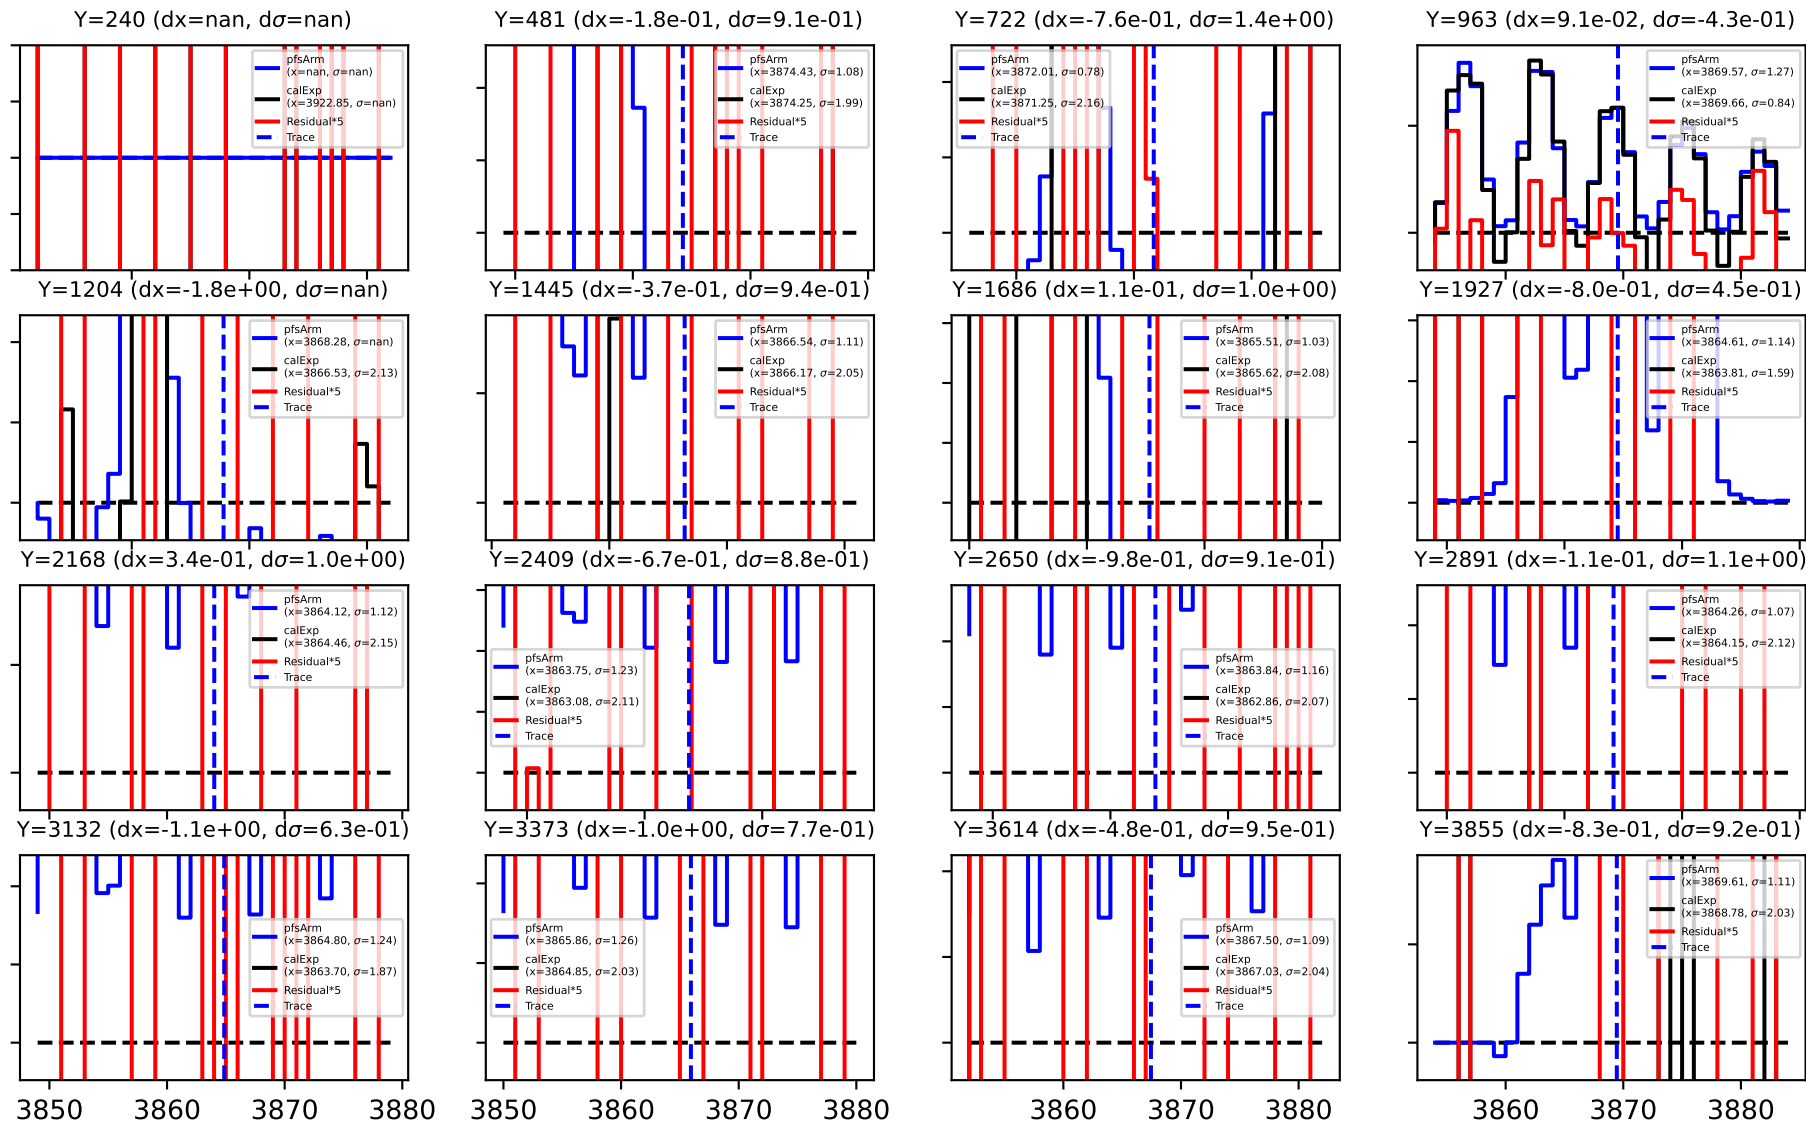 Y=240 (dx=nan, dσ=nan)
pfsArm
(x=nan, σ=nan)
calExp
(x=3922.85, σ=nan)
Residual*5
Trace
Y=481 (dx=-1.8e-01, dσ=9.1e-01)
pfsArm
(x=3874.43, σ=1.08)
calExp
(x=3874.25, σ=1.99)
Residual*5
Trace
Y=722 (dx=-7.6e-01, dσ=1.4e+00)
pfsArm
(x=3872.01, σ=0.78)
calExp
(x=3871.25, σ=2.16)
Residual*5
Trace
Y=963 (dx=9.1e-02, dσ=-4.3e-01)
pfsArm
(x=3869.57, σ=1.27)
calExp
(x=3869.66, σ=0.84)
Residual*5
Trace
Y=1204 (dx=-1.8e+00, dσ=nan)
pfsArm
(x=3868.28, σ=nan)
calExp
(x=3866.53, σ=2.13)
Residual*5
Trace
Y=1445 (dx=-3.7e-01, dσ=9.4e-01)
pfsArm
(x=3866.54, σ=1.11)
calExp
(x=3866.17, σ=2.05)
Residual*5
Trace
Y=1686 (dx=1.1e-01, dσ=1.0e+00)
pfsArm
(x=3865.51, σ=1.03)
calExp
(x=3865.62, σ=2.08)
Residual*5
Trace
Y=1927 (dx=-8.0e-01, dσ=4.5e-01)
pfsArm
(x=3864.61, σ=1.14)
calExp
(x=3863.81, σ=1.59)
Residual*5
Trace
Y=2168 (dx=3.4e-01, dσ=1.0e+00)
pfsArm
(x=3864.12, σ=1.12)
calExp
(x=3864.46, σ=2.15)
Residual*5
Trace
Y=2409 (dx=-6.7e-01, dσ=8.8e-01)
pfsArm
(x=3863.75, σ=1.23)
calExp
(x=3863.08, σ=2.11)
Residual*5
Trace
Y=2650 (dx=-9.8e-01, dσ=9.1e-01)
pfsArm
(x=3863.84, σ=1.16)
calExp
(x=3862.86, σ=2.07)
Residual*5
Trace
Y=2891 (dx=-1.1e-01, dσ=1.1e+00)
pfsArm
(x=3864.26, σ=1.07)
calExp
(x=3864.15, σ=2.12)
Residual*5
Trace
Y=3132 (dx=-1.1e+00, dσ=6.3e-01)
pfsArm
(x=3864.80, σ=1.24)
calExp
(x=3863.70, σ=1.87)
Residual*5
Trace
Y=3373 (dx=-1.0e+00, dσ=7.7e-01)
pfsArm
(x=3865.86, σ=1.26)
calExp
(x=3864.85, σ=2.03)
Residual*5
Trace
Y=3614 (dx=-4.8e-01, dσ=9.5e-01)
pfsArm
(x=3867.50, σ=1.09)
calExp
(x=3867.03, σ=2.04)
Residual*5
Trace
Y=3855 (dx=-8.3e-01, dσ=9.2e-01)
pfsArm
(x=3869.61, σ=1.11)
calExp
(x=3868.78, σ=2.03)
Residual*5
Trace
3850 3860 3870 3880
3850 3860 3870 3880
3860 3870 3880
3860 3870 3880